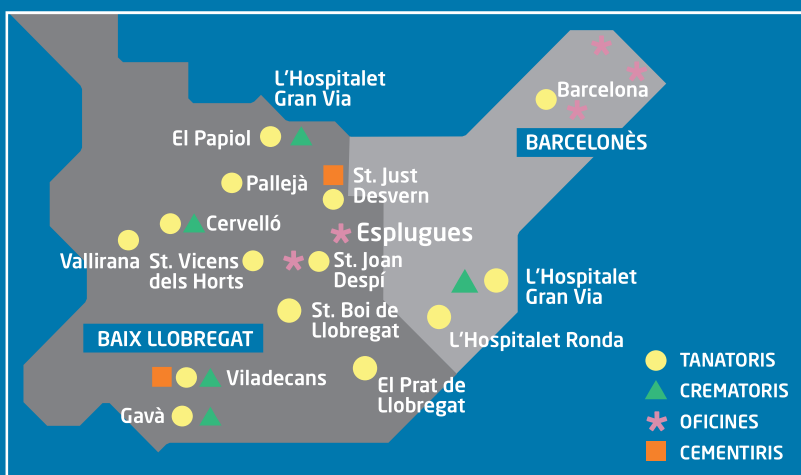 L'Hospitalet
Gran Via
Barcelona
El Papiol
BARCELONÈS
Pallejà
St. Just
Desvern
Cervelló
Esplugues
Vallirana
St. Vicens
dels Horts
St. Joan
Despí
L'Hospitalet
Gran Via
St. Boi de
Llobregat
BAIX LLOBREGAT
L'Hospitalet Ronda
TANATORIS
Viladecans
El Prat de
Llobregat
CREMATORIS
Gavà
OFICINES
CEMENTIRIS